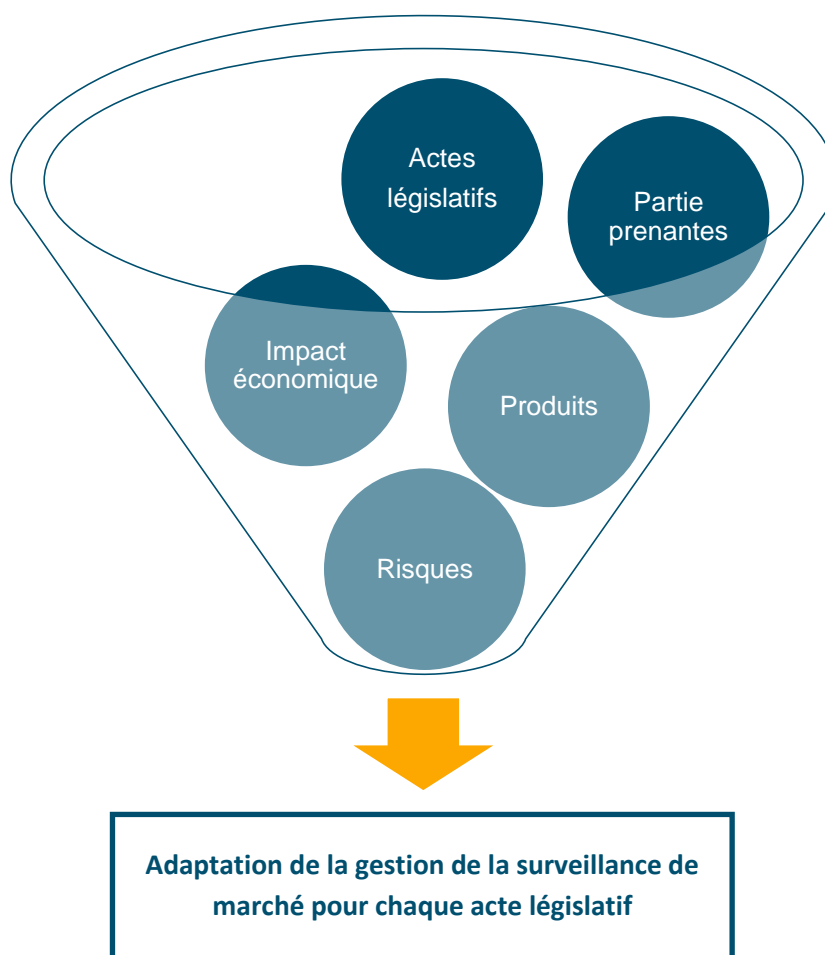 Actes
législatifs
Partie
prenantes
Impact
économique
Produits
Risques
Adaptation de la gestion de la surveillance de
marché pour chaque acte législatif